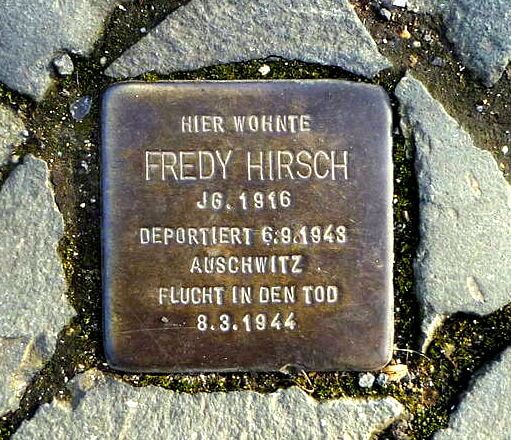 HIER WOHNTE
FREDY HIRSCH
JG. 1916
DEPORTIERT 6.9.1943
AUSCHWITZ
FLUCHT IN DEN TOD
8.3.1944